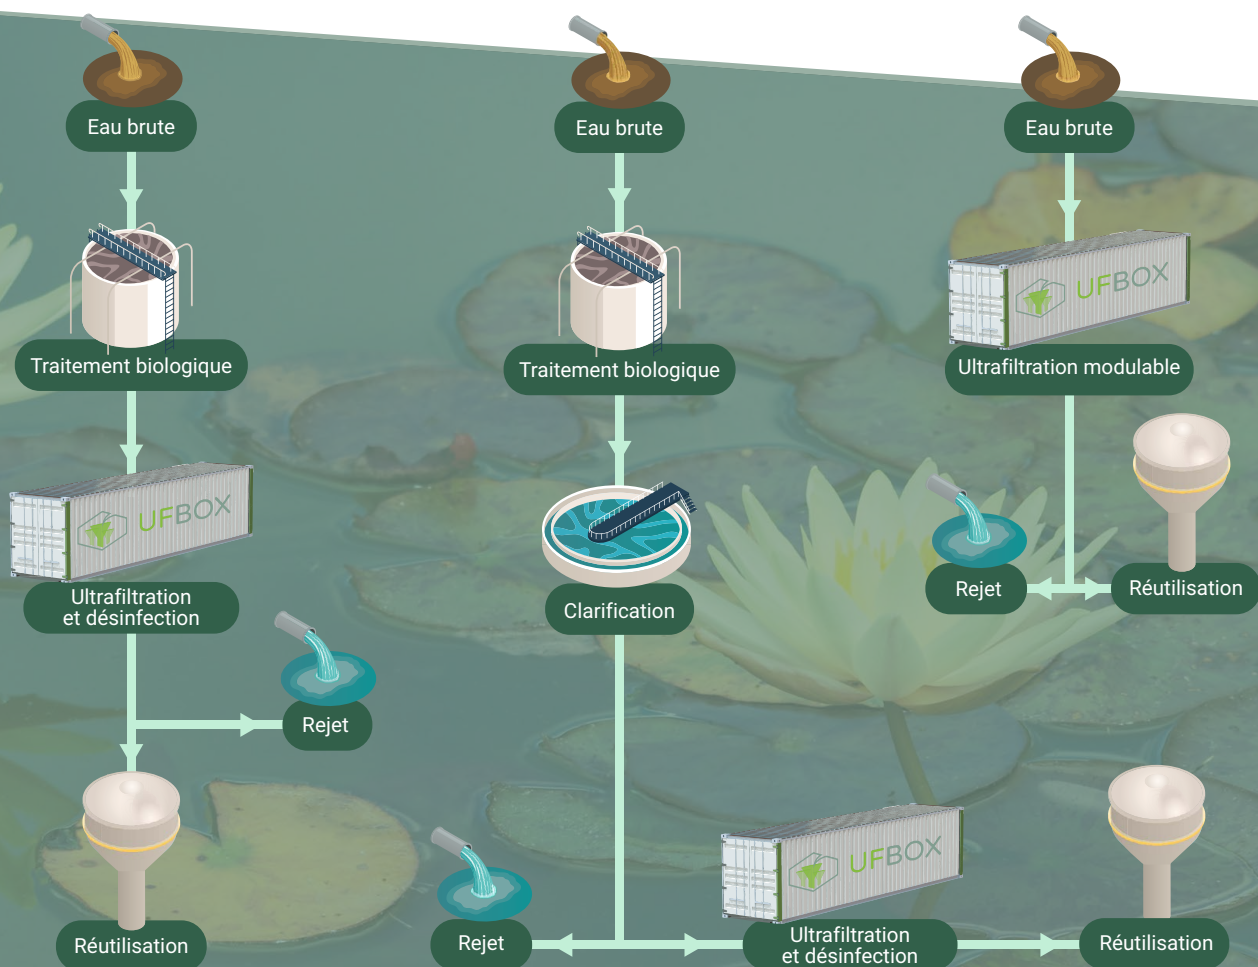 Eau brute
Traitement biologique
UFBOX
Ultrafiltration
et désinfection
Rejet
Réutilisation
Eau brute
Traitement biologique
Clarification
Rejet
UFBOX
Ultrafiltration
et désinfection
Réutilisation
Eau brute
UFBOX
Ultrafiltration modulable
Rejet
Réutilisation